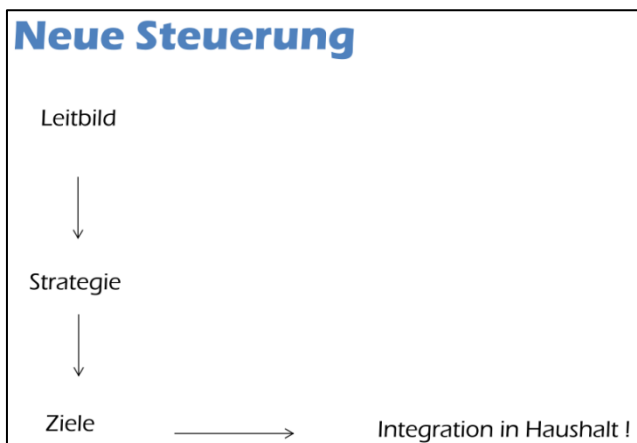 Neue Steuerung
Leitbild
Strategie
Ziele
Integration in Haushalt !